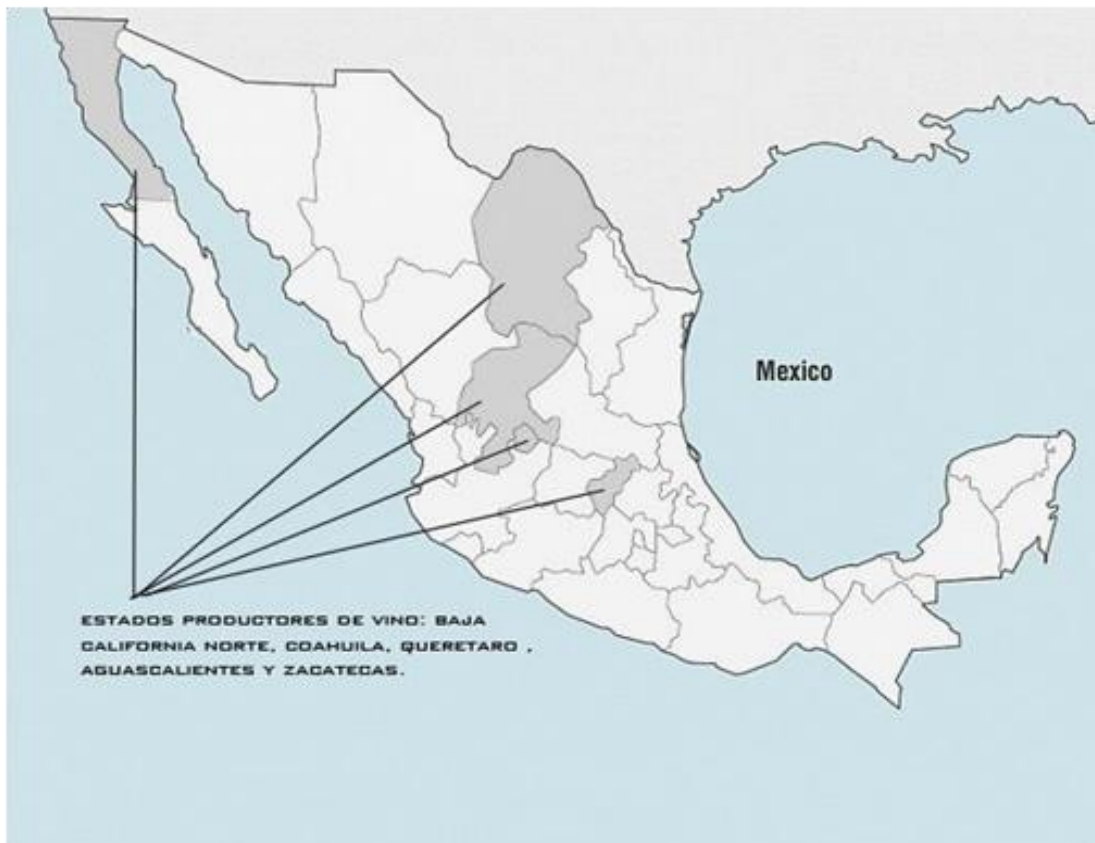 Mexico
ESTADOS PRODUCTORES DE VINO: BAJA
CALIFORNIA NORTE, COAHUILA, QUERETARO ,
AGUASCALIENTES Y ZACATECAS.